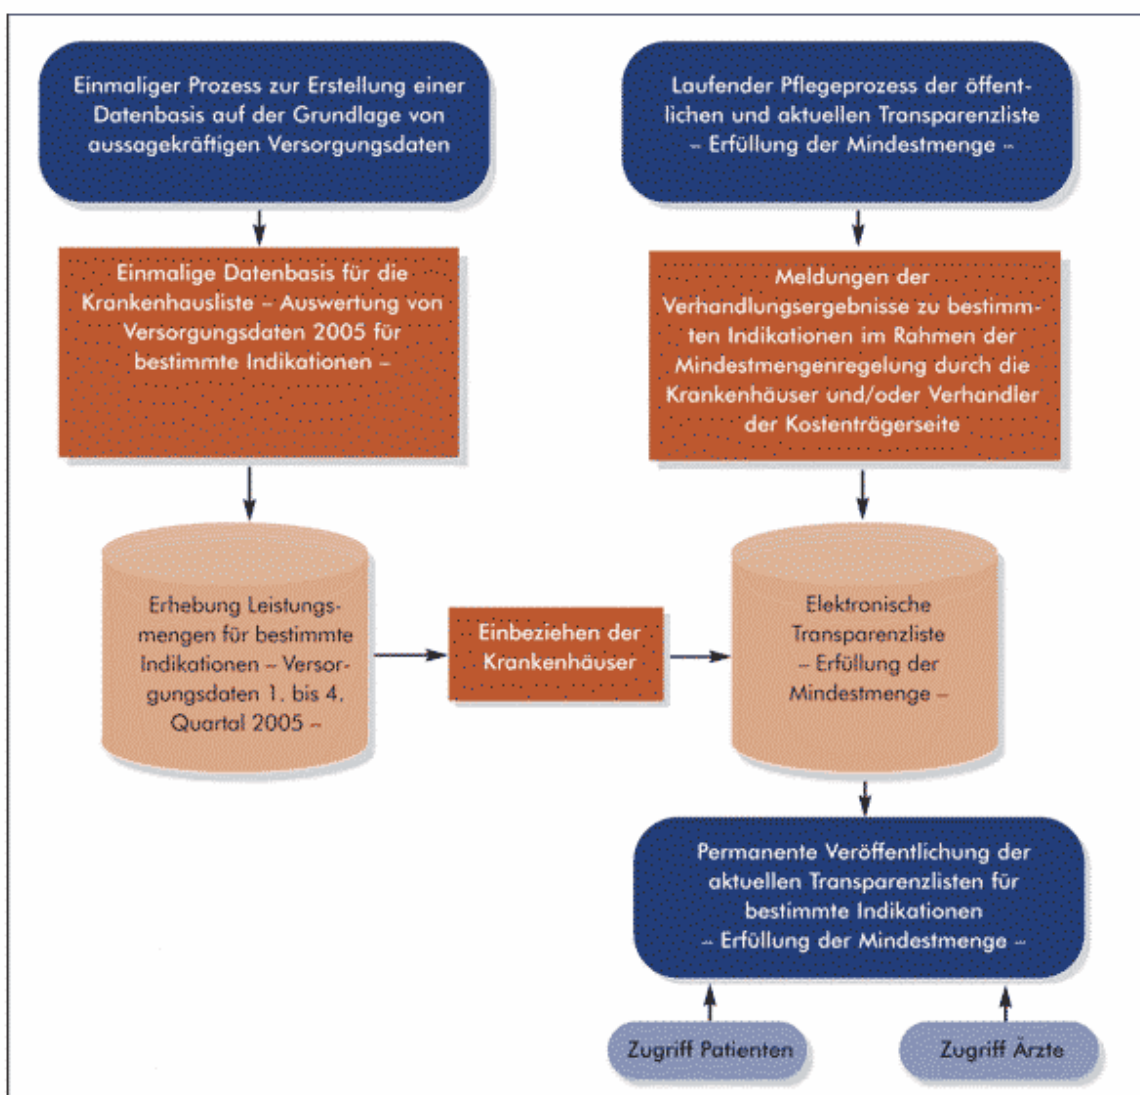 Einmaliger Prozess zur Erstellung einer
Datenbasis auf der Grundlage von
aussagekräftigen Versorgungsdaten
Einmalige Datenbasis für die
Krankenhausliste – Auswertung von
Versorgungsdaten 2005 für
bestimmte Indikationen –
Erhebung Leistungs-
mengen für bestimmte
Indikationen – Versor-
gungsdaten 1. bis 4.
Quartal 2005 –
Einbeziehen der
Krankenhäuser
Laufender Pflegeprozess der öffent-
lichen und aktuellen Transparenzliste
– Erfüllung der Mindestmenge –
Meldungen der
Verhandlungsergebnisse zu bestimm-
ten Indikationen im Rahmen der
Mindestmengenregelung durch die
Krankenhäuser und/oder Verhandler
der Kostenträgerseite
Elektronische
Transparenzliste
– Erfüllung der
Mindestmenge –
Permanente Veröffentlichung der
aktuellen Transparenzlisten für
bestimmte Indikationen
– Erfüllung der Mindestmenge –
Zugriff Patienten
Zugriff Ärzte